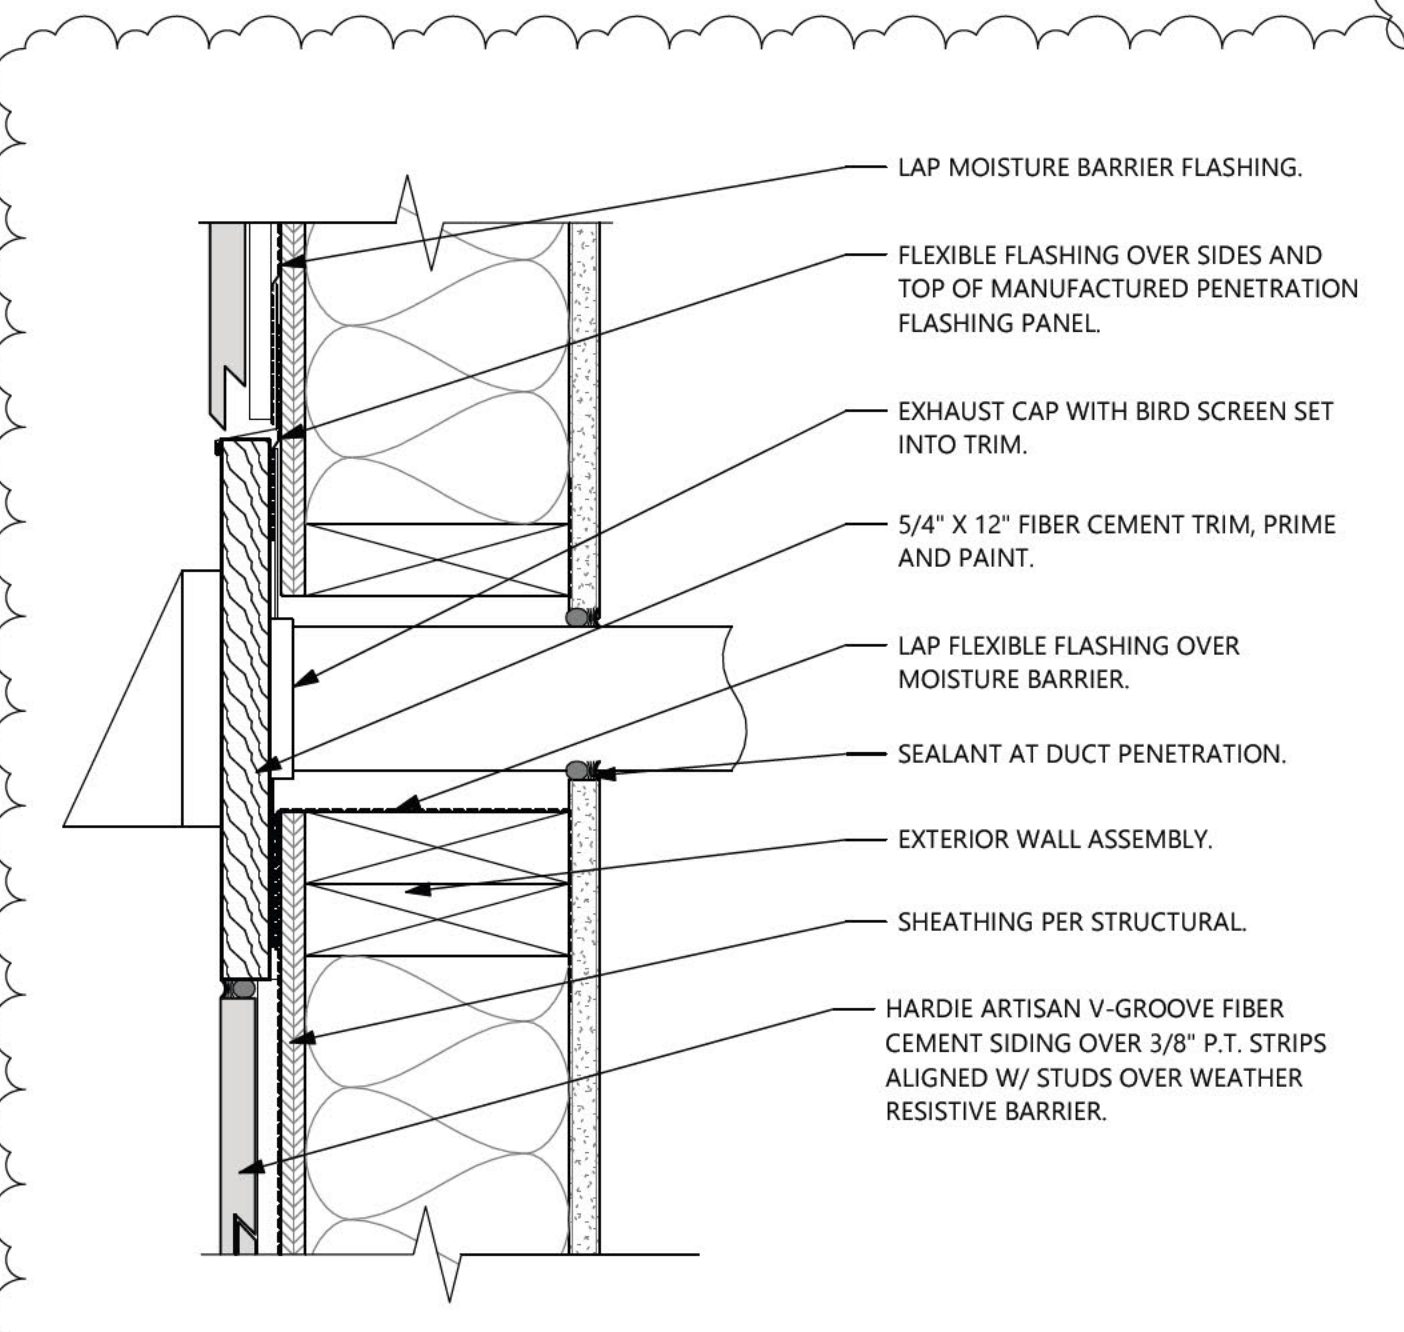 LAP MOISTURE BARRIER FLASHING.
FLEXIBLE FLASHING OVER SIDES AND
TOP OF MANUFACTURED PENETRATION
FLASHING PANEL.
EXHAUST CAP WITH BIRD SCREEN SET
INTO TRIM.
5/4" X 12" FIBER CEMENT TRIM, PRIME
AND PAINT.
LAP FLEXIBLE FLASHING OVER
MOISTURE BARRIER.
SEALANT AT DUCT PENETRATION.
EXTERIOR WALL ASSEMBLY.
SHEATHING PER STRUCTURAL.
HARDIE ARTISAN V-GROOVE FIBER
CEMENT SIDING OVER 3/8" P.T. STRIPS
ALIGNED W/ STUDS OVER WEATHER
RESISTIVE BARRIER.